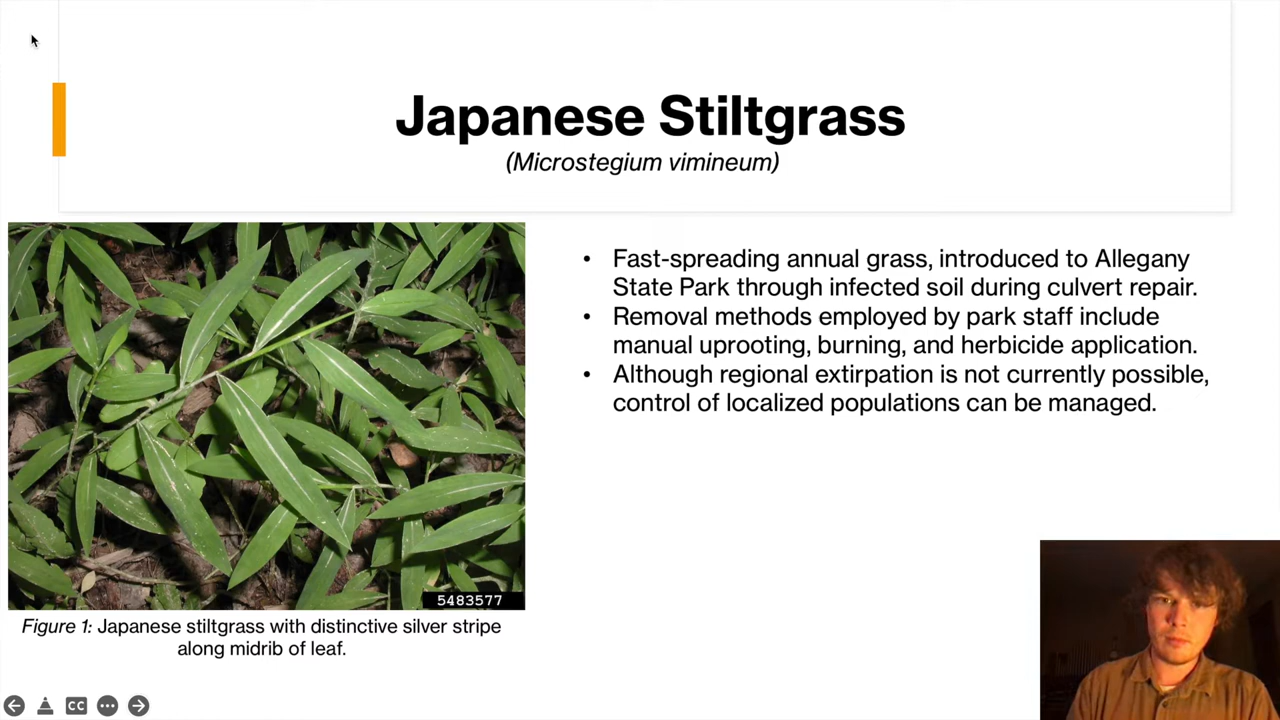 Japanese Stiltgrass
(Microstegium vimineum)
• Fast-spreading annual grass, introduced to Allegany
State Park through infected soil during culvert repair.
• Removal methods employed by park staff include
manual uprooting, burning, and herbicide application.
• Although regional extirpation is not currently possible,
control of localized populations can be managed.
5483577
Figure 1: Japanese stiltgrass with distinctive silver stripe
along midrib of leaf.
CC